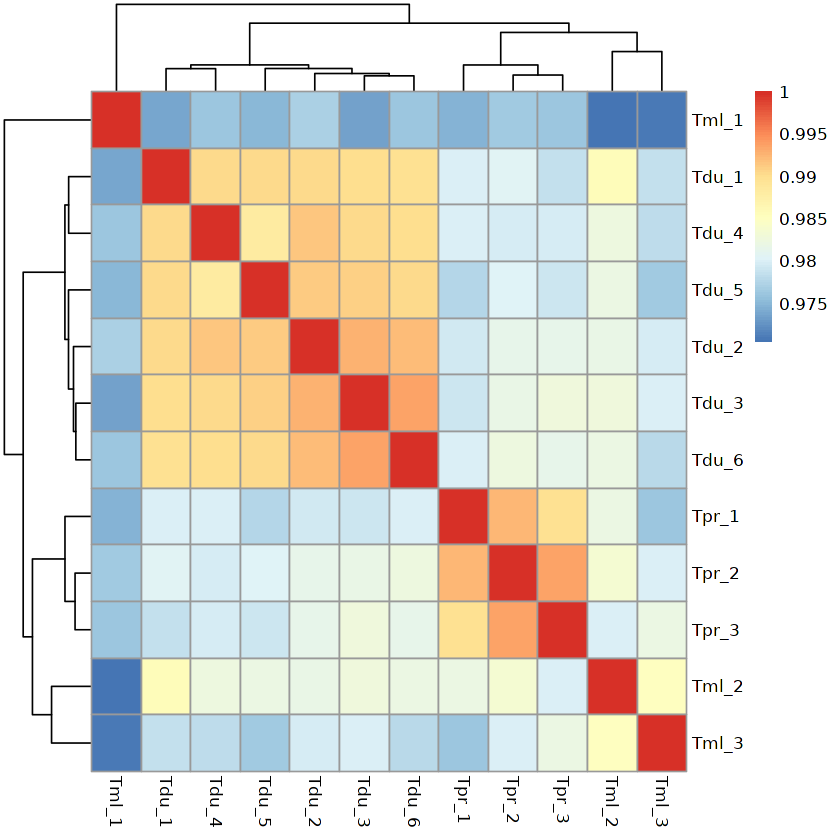 1
0.995
0.99
0.985
0.98
0.975
Tml_1
Tdu_1
Tdu_4
Tdu_5
Tdu_2
Tdu_3
Tdu_6
Tpr_1
Tpr_2
Tpr_3
Tml_2
Tml_3
Tml_1
Tdu_1
Tdu_4
Tdu_5
Tdu_2
Tdu_3
Tdu_6
Tpr_1
Tpr_2
Tpr_3
Tml_2
Tml_3